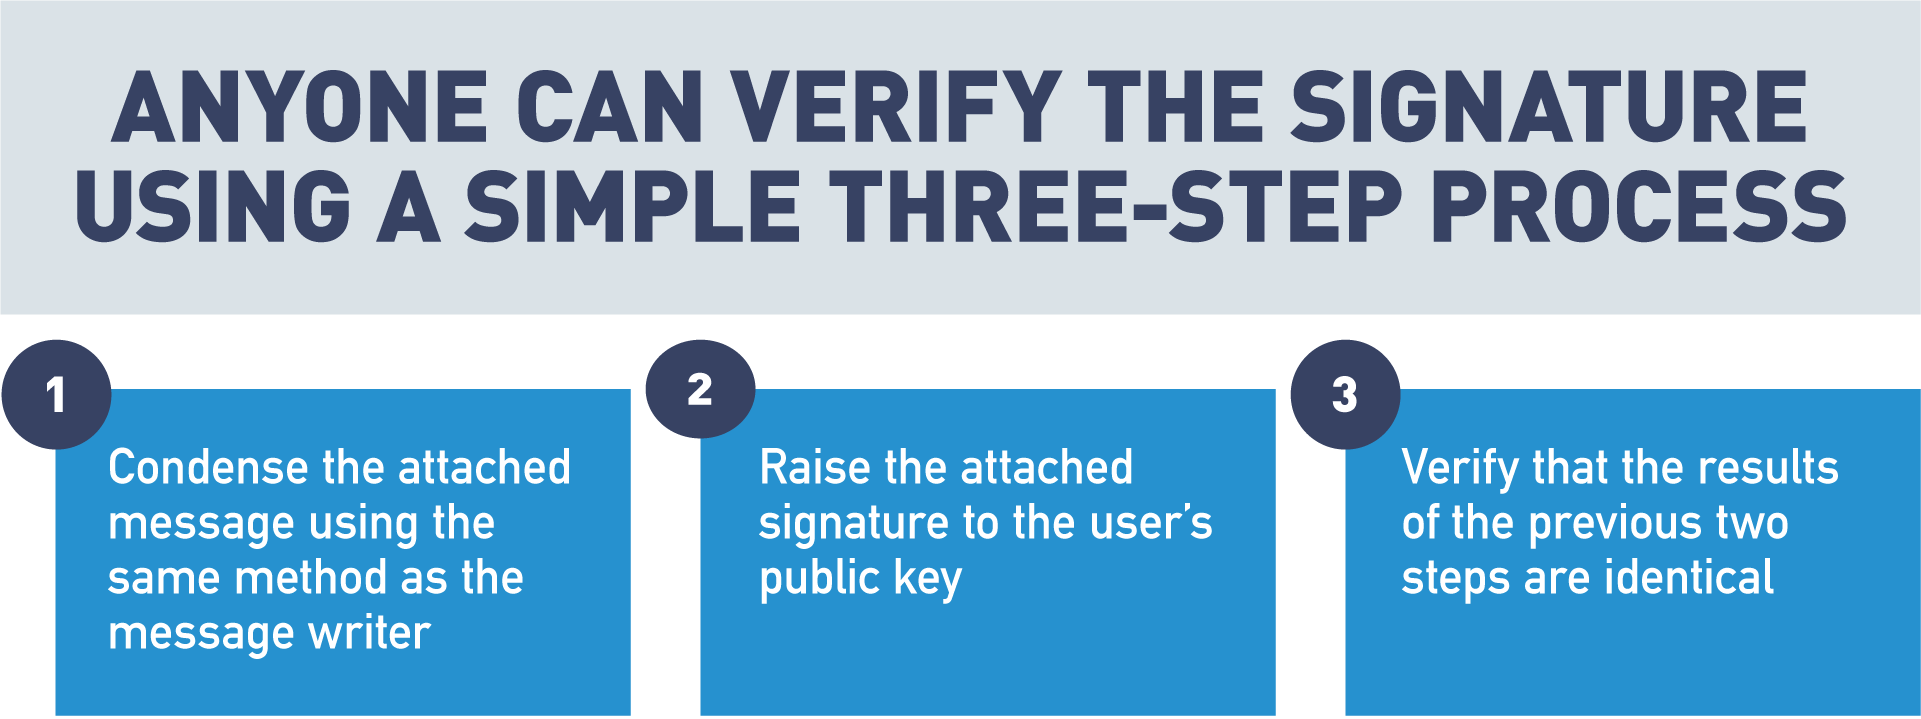 ANYONE CAN VERIFY THE SIGNATURE
USING A SIMPLE THREE-STEP PROCESS
1
Condense the attached
message using the
same method as the
message writer
2
Raise the attached
signature to the user’s
public key
3
Verify that the results
of the previous two
steps are identical